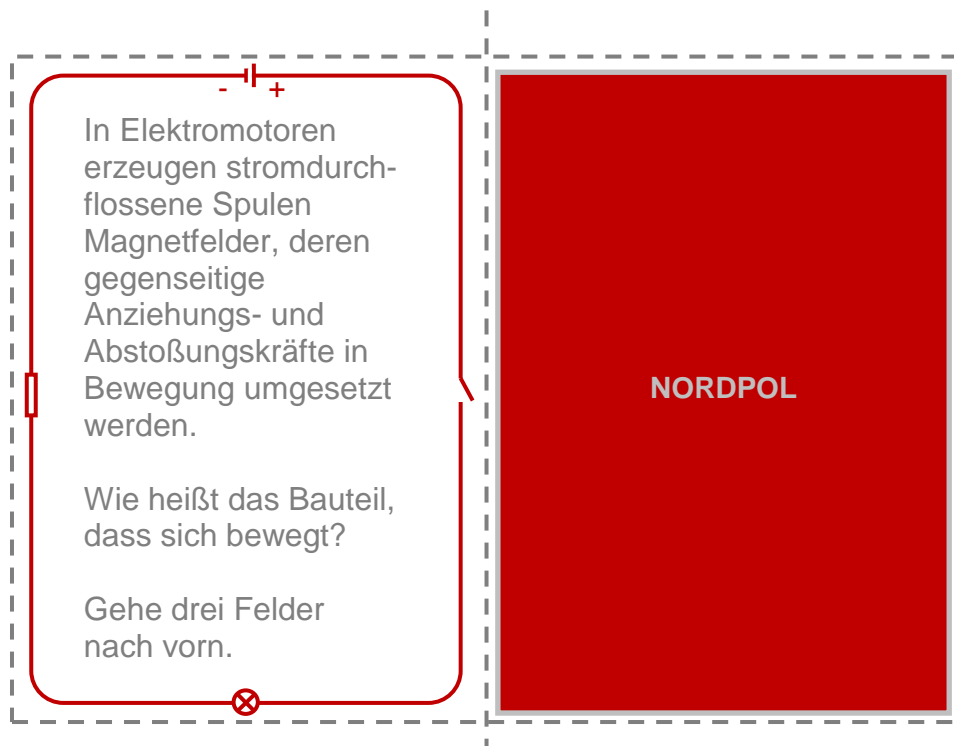 - +
In Elektromotoren
erzeugen stromdurch-
flossene Spulen
Magnetfelder, deren
gegenseitige
Anziehungs- und
Abstoßungskräfte in
Bewegung umgesetzt
werden.
Wie heißt das Bauteil,
dass sich bewegt?
Gehe drei Felder
nach vorn.
NORDPOL